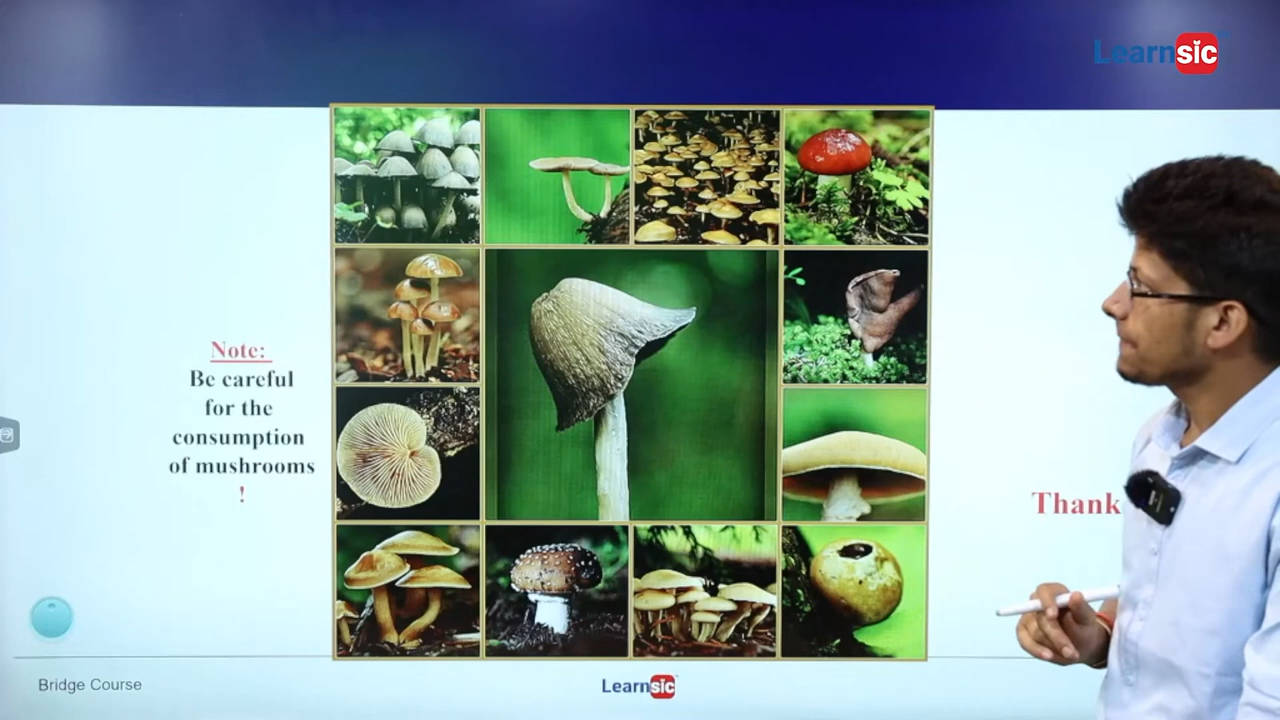 Learnsic
Note:
Be careful
for the
consumption
of mushrooms
!
Thank
Bridge Course
Learnsic